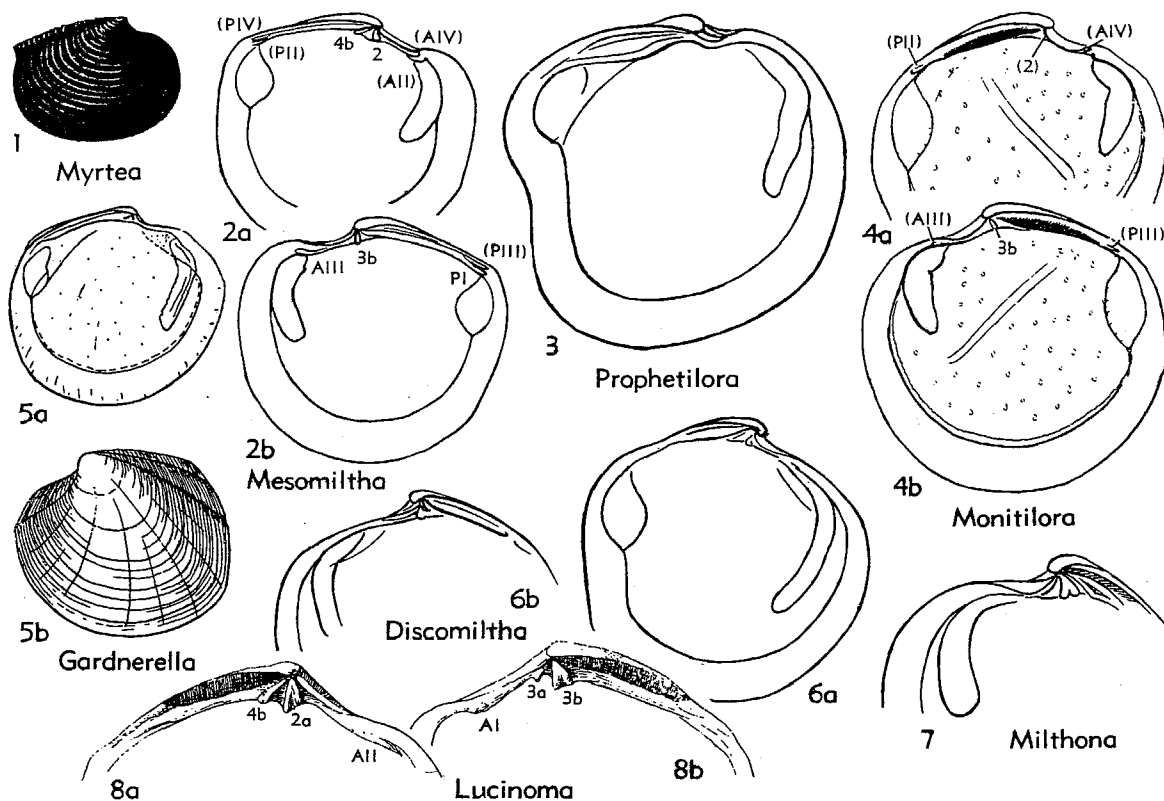 1
Myrtea
(PIV)
(PII)
4b
2
(AIV)
(AII)
2a
AIII
3b
(PIII)
PI
2b
Mesomiltha
3
Prophetilora
(PII)
(2)
(AIV)
4a
(AIII)
3b
(PIII)
4b
Monitilora
5a
5b
Gardnerella
6b
Discomiltha
6a
7
Milthona
4b
2a
AII
8a
3a
3b
AI
8b
Lucinoma